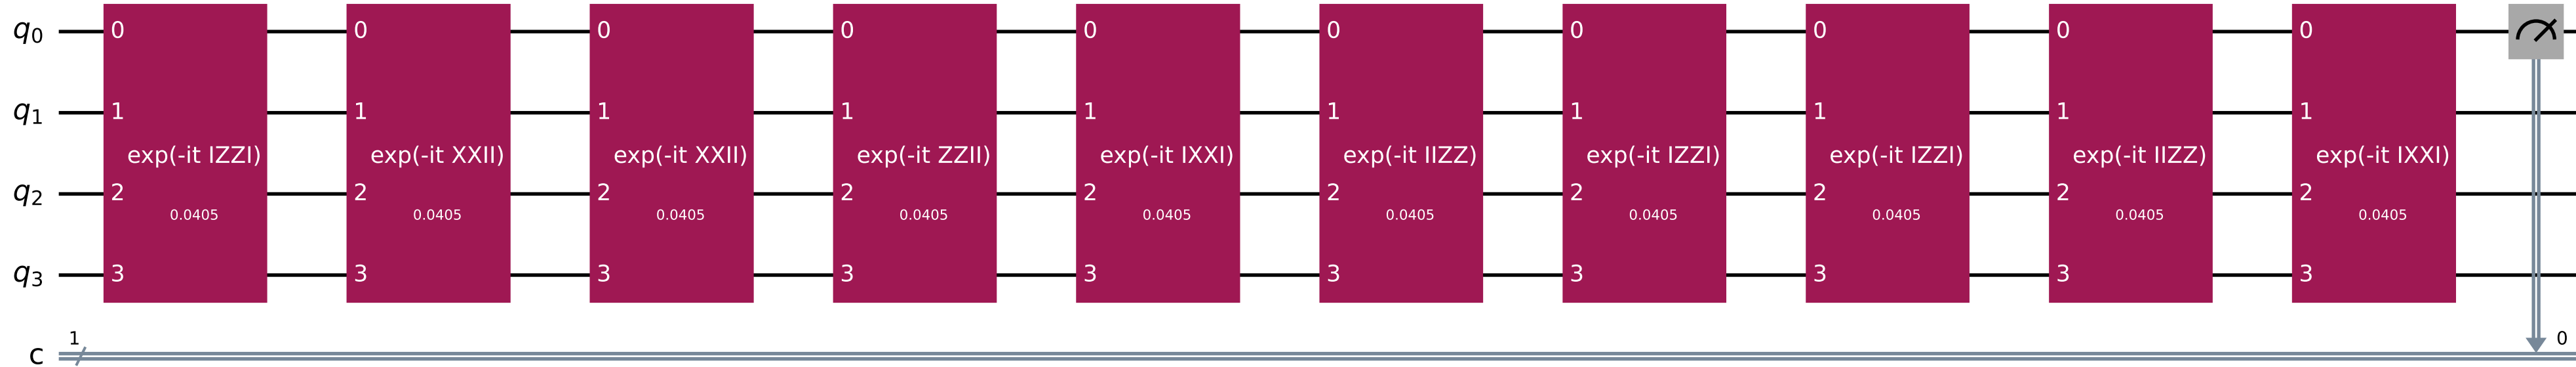 q0 0 0 0 0 0 0 0 0 0 0
q1 1 1 1 1 1 1 1 1 1 1
exp(-it IZZI) exp(-it XXII) exp(-it XXII) exp(-it ZZII) exp(-it IXXI) exp(-it IIZZ) exp(-it IZZI) exp(-it IZZI) exp(-it IIZZ) exp(-it IXXI)
q2 2 2 2 2 2 2 2 2 2 2
0.0405 0.0405 0.0405 0.0405 0.0405 0.0405 0.0405 0.0405 0.0405 0.0405
q3 3 3 3 3 3 3 3 3 3 3
1 0
c